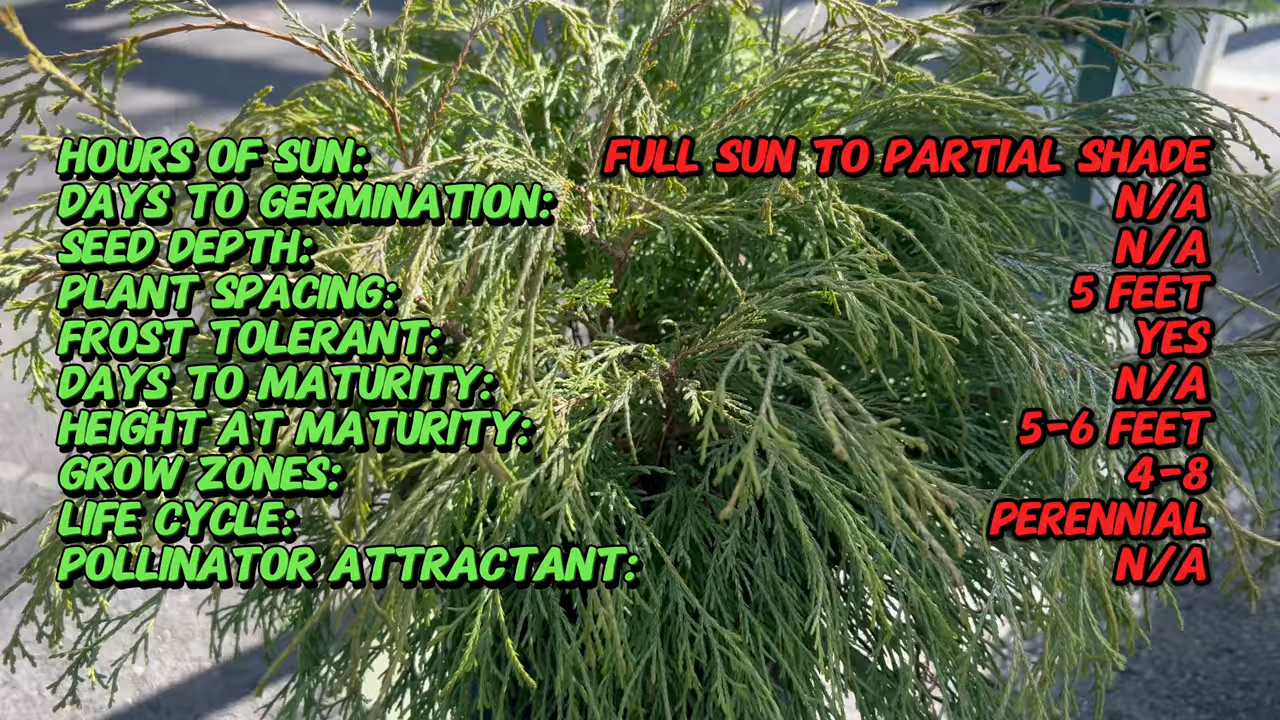 HOURS OF SUN: FULL SUN TO PARTIAL SHADE
DAYS TO GERMINATION: N/A
SEED DEPTH: N/A
PLANT SPACING: 5 FEET
FROST TOLERANT: YES
DAYS TO MATURITY: N/A
HEIGHT AT MATURITY: 5-6 FEET
GROW ZONES: 4-8
LIFE CYCLE: PERENNIAL
POLLINATOR ATTRACTANT: N/A